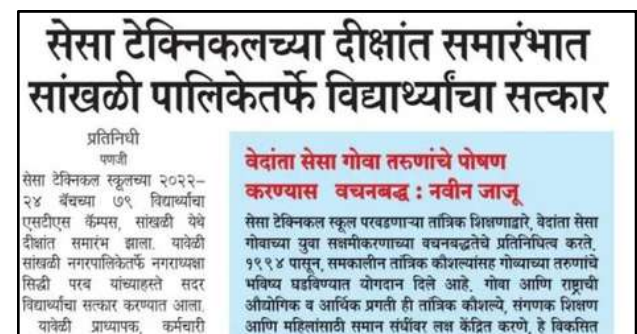 सेसा टेक्निकलच्या दीक्षांत समारंभात
सांखळी पालिकेतर्फे विद्यार्थ्यांचा सत्कार
प्रतिनिधी
पणजी
सेसा टेक्निकल स्कूलच्या २०२२–
२४ बॅचच्या ७९ विद्यार्थ्यांचा
एसटीएस कॅम्पस, सांखळी येथे
दीक्षांत समारंभ झाला. यावेळी
सांखळी नगरपालिकेतर्फे नगराध्यक्षा
सिद्धी परब यांच्याहस्ते सदर
विद्यार्थ्यांचा सत्कार करण्यात आला.
यावेळी प्राध्यापक, कर्मचारी
वेदांता सेसा गोवा तरुणांचे पोषण
करण्यास वचनबद्ध : नवीन जाजू
सेसा टेक्निकल स्कूल परवडणाऱ्या तांत्रिक शिक्षणाद्वारे, वेदांता सेसा
गोवाच्या युवा सक्षमीकरणाच्या वचनबद्धतेचे प्रतिनिधित्व करते.
१९९४ पासून, समकालीन तांत्रिक कौशल्यांसह गोव्याच्या तरुणांचे
भविष्य घडविण्यात योगदान दिले आहे. गोवा आणि राष्ट्राची
औद्योगिक व आर्थिक प्रगती ही तांत्रिक कौशल्ये, संगणक शिक्षण
आणि महिलांसाठी समान संधींवर लक्ष केंद्रित करणे, हे विकसित